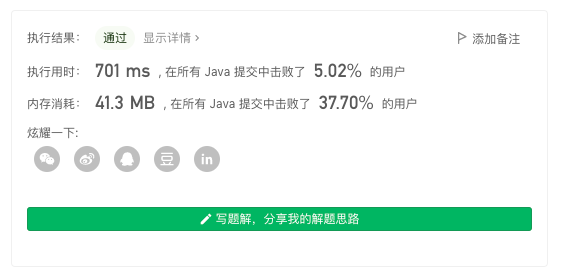 执行结果： 通过 显示详情 > 添加备注
执行用时： 701 ms ，在所有 Java 提交中击败了 5.02% 的用户
内存消耗： 41.3 MB ，在所有 Java 提交中击败了 37.70% 的用户
炫耀一下:
豆 in
写题解，分享我的解题思路